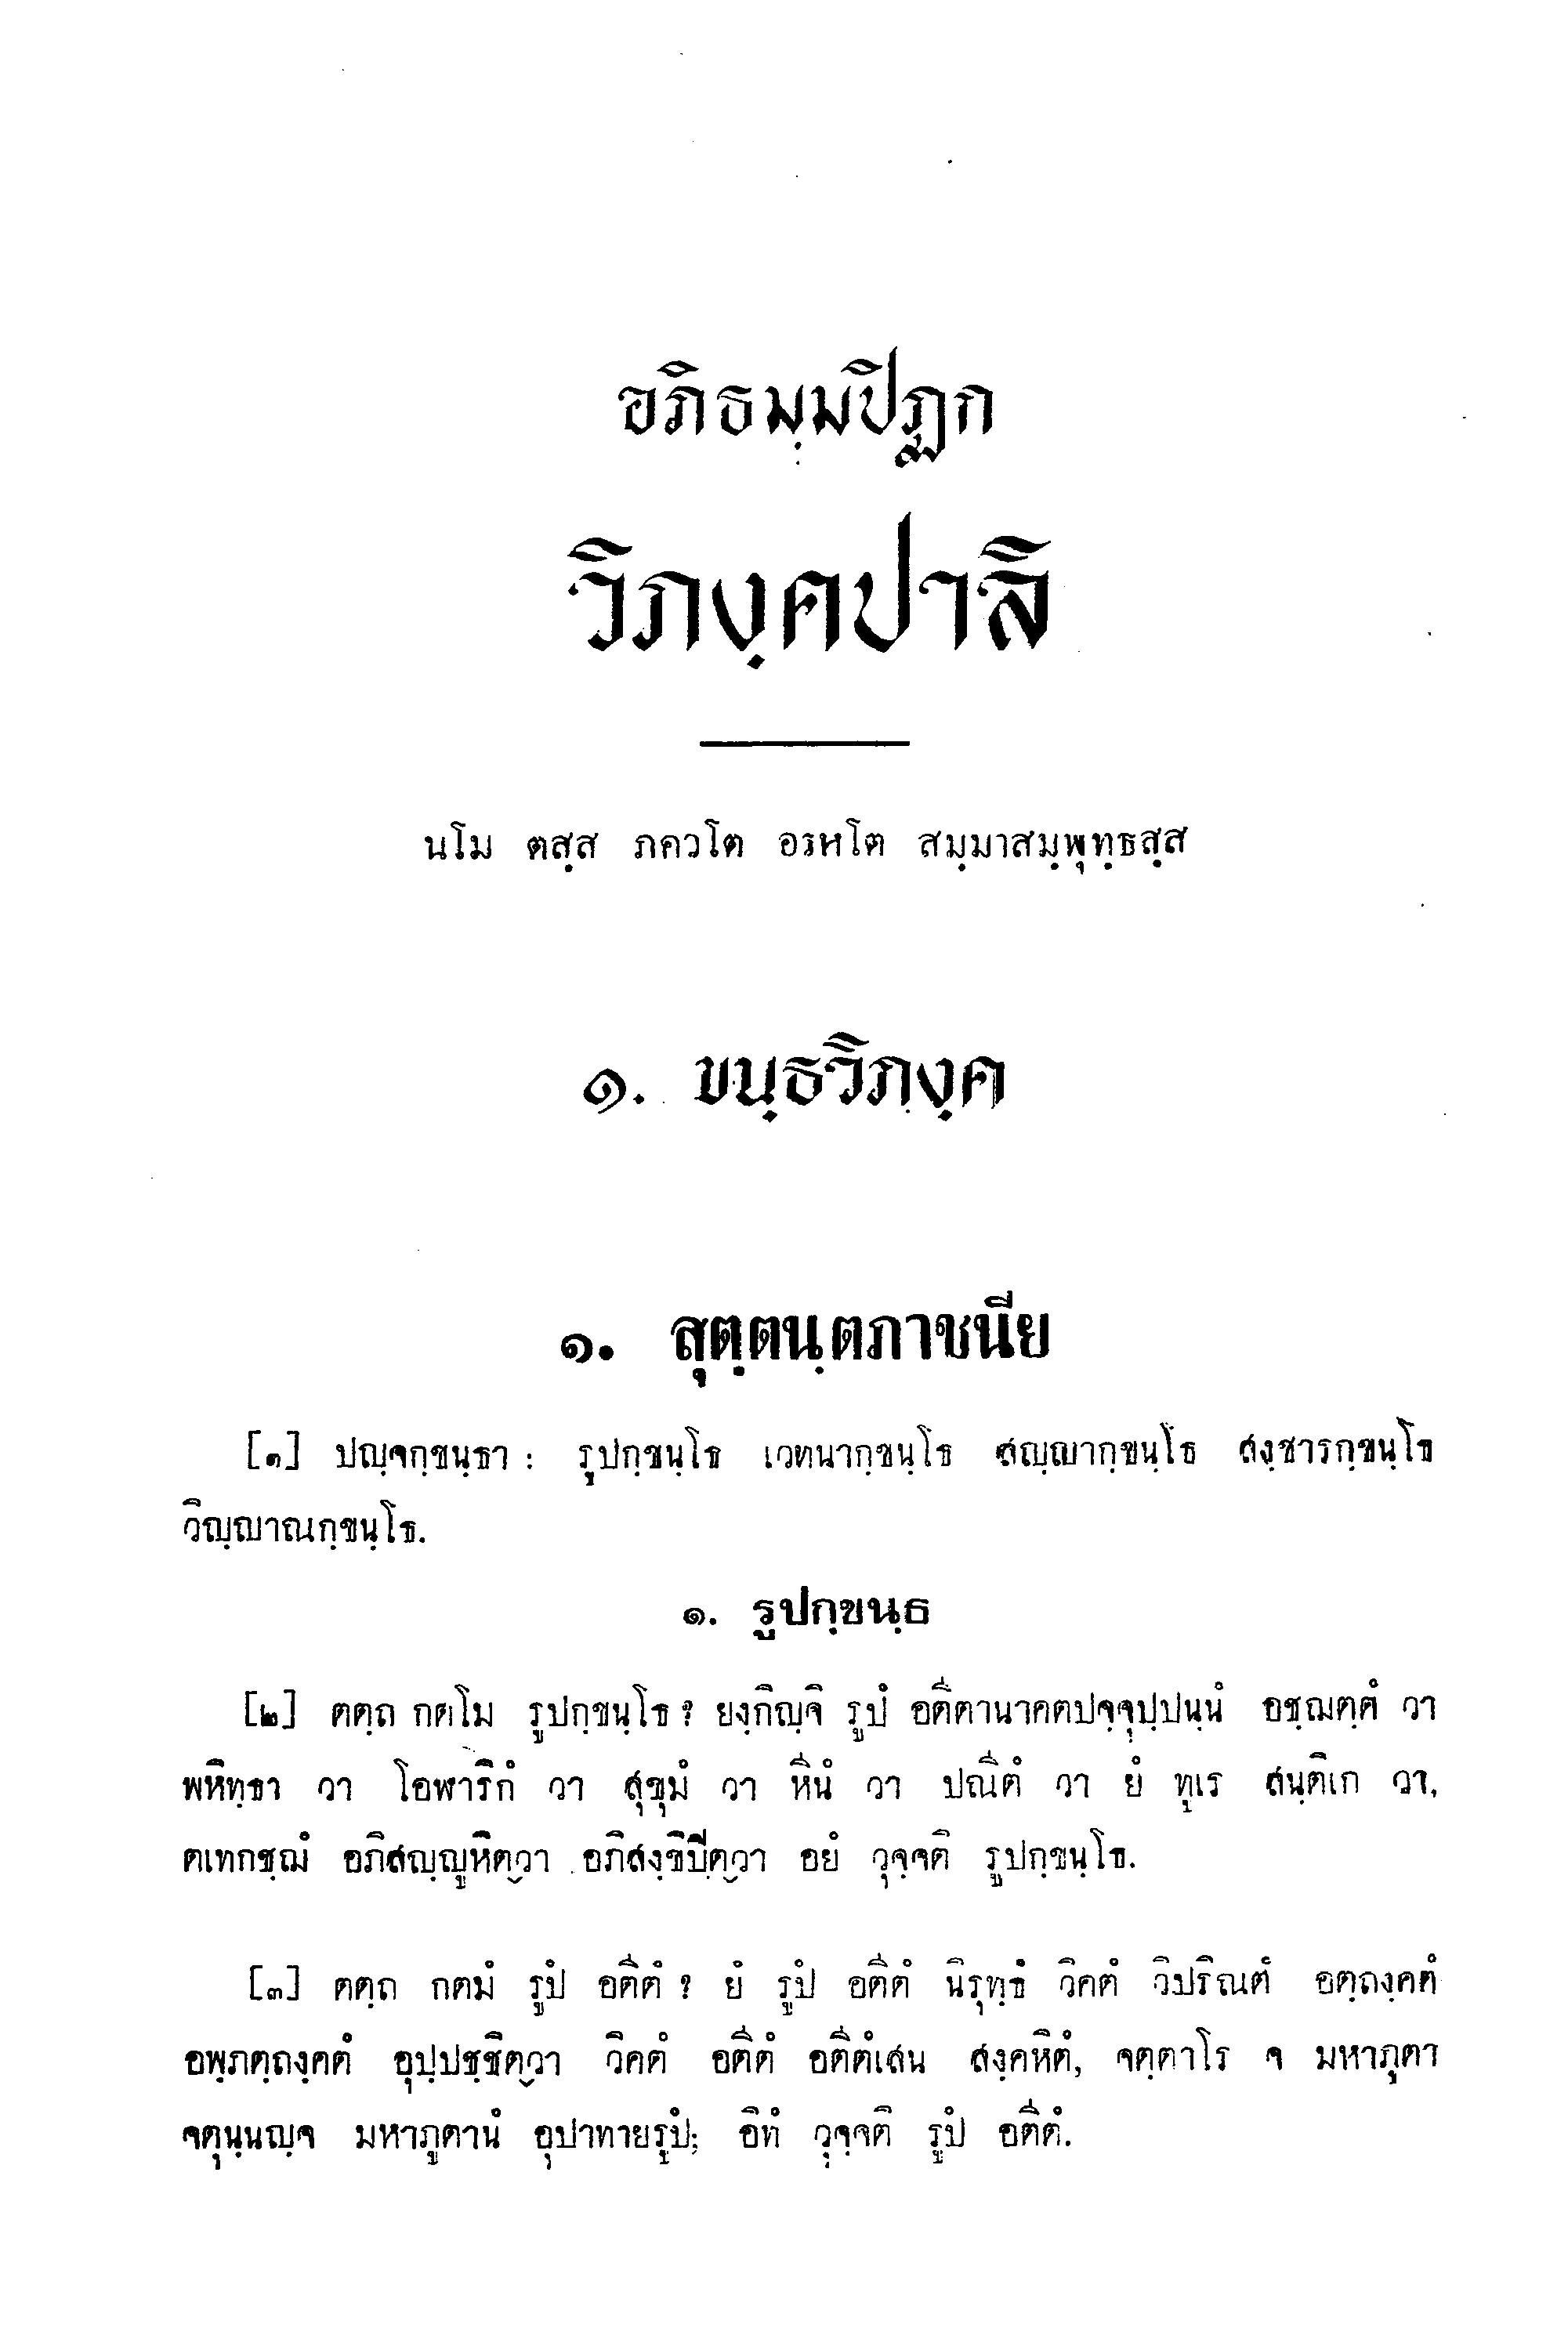 อภิธมฺมปิฏก
วิภงฺคปาลิ
นโม ตสฺส ภควโต อรหโต สมฺมาสมฺพุทฺธสฺส
๑. ขนฺธวิภงฺค
๑. สุตฺตนฺตภาชนีย
[๑] ปญฺจกฺขนฺธา : รูปกฺขนฺโธ เวทนากฺขนฺโธ สญฺญากฺขนฺโธ สงฺขารกฺขนฺโธ
วิญฺญาณกฺขนฺโธ.
๑. รูปกฺขนฺธ
[๒] ตตฺถ กตโม รูปกฺขนฺโธ ? ยงฺกิญฺจิ รูปํ อตีตานาคตปจฺจุปฺปนฺนํ อชฺฌตฺตํ วา
พหิทฺธา วา โอฬาริกํ วา สุขุมํ วา หีนํ วา ปณีตํ วา ยํ ทูเร สนฺติเก วา,
ตเทกชฺฌํ อภิสญฺญูหิตฺวา อภิสงฺขิปิตฺวา อยํ วุจฺจติ รูปกฺขนฺโธ.
[๓] ตตฺถ กตมํ รูปํ อตีตํ ? ยํ รูปํ อตีตํ นิรุทฺธํ วิคตํ วิปริณตํ อตฺถงฺคตํ
อพฺภตฺถงฺคตํ อุปฺปชฺชิตฺวา วิคตํ อตีตํ อตีตํเสน สงฺคหิตํ, จตฺตาโร จ มหาภูตา
จตุนฺนญฺจ มหาภูตานํ อุปาทายรูปํ; อิทํ วุจฺจติ รูปํ อตีตํ.